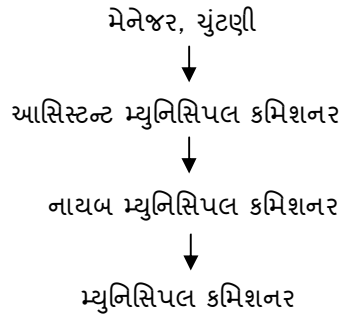 મેનેજર, ચુંટણી
આસિસ્ટન્ટ મ્યુનિસિપલ કમિશનર
નાયબ મ્યુનિસિપલ કમિશનર
મ્યુનિસિપલ કમિશનર